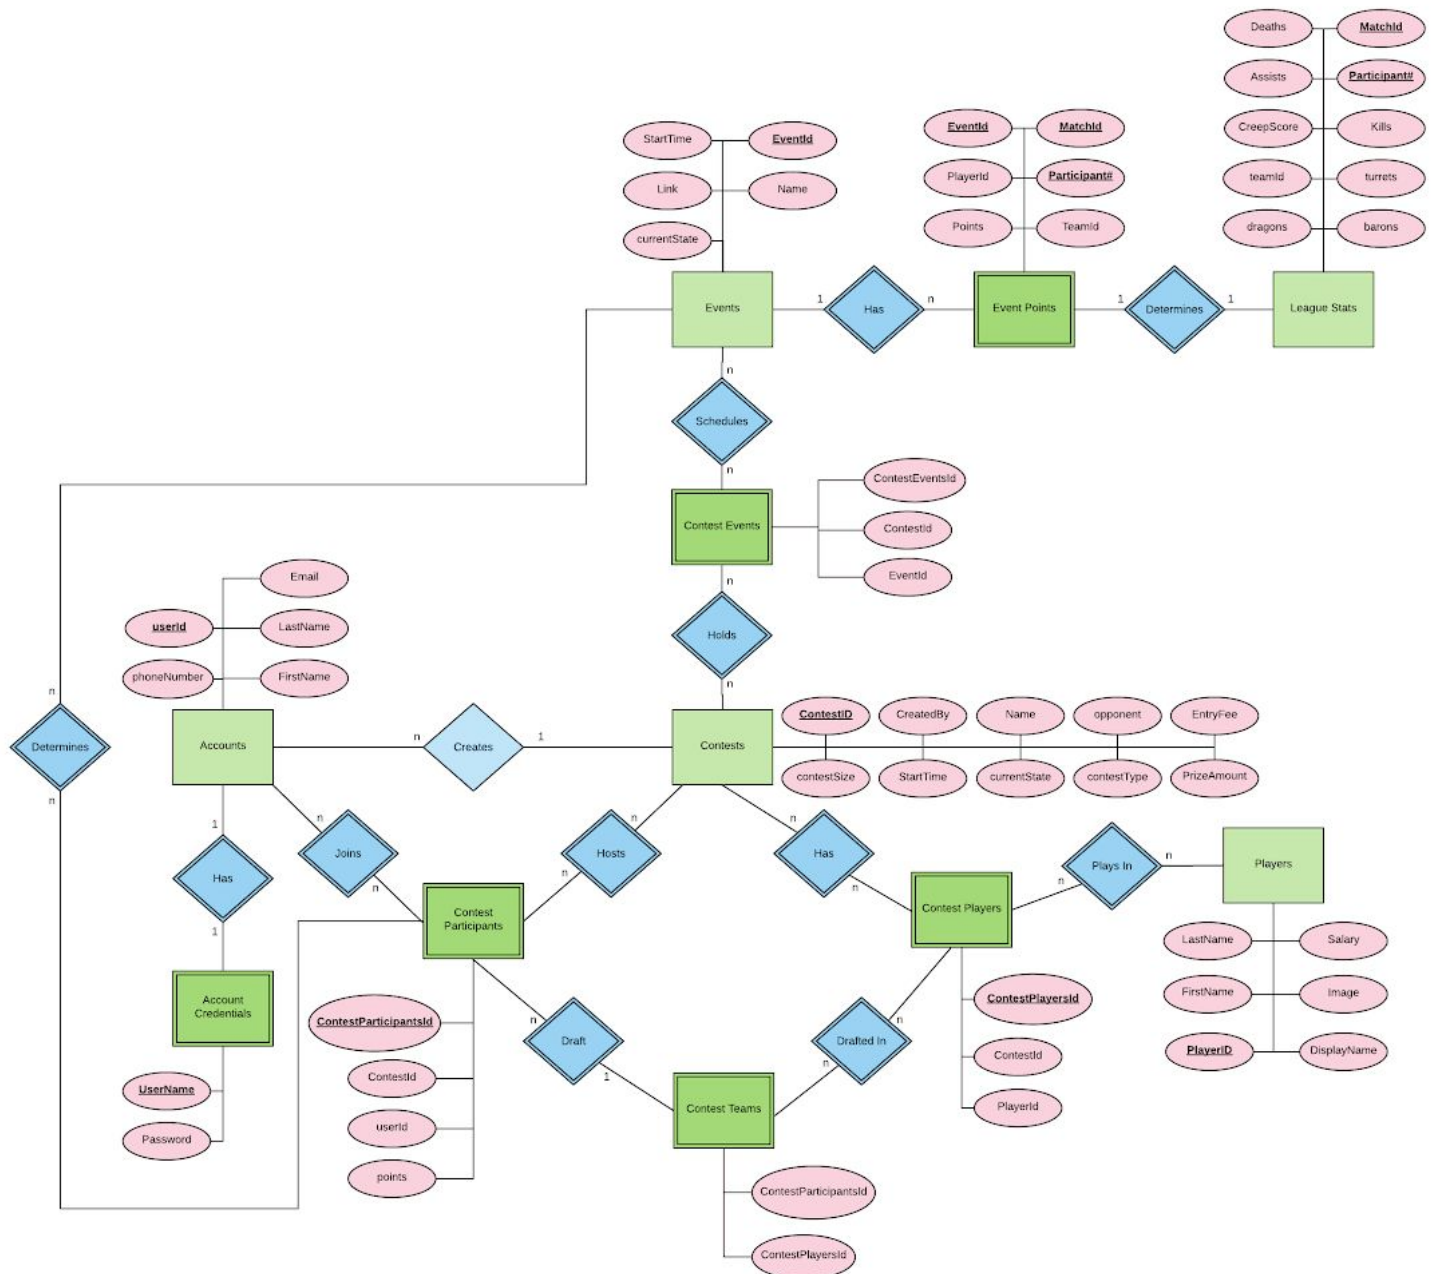 Deaths
MatchId
Assists
Participant#
CreepScore
Kills
teamId
turrets
dragons
barons
EventId
MatchId
PlayerId
Participant#
Points
TeamId
StartTime
EventId
Link
Name
currentState
Events
1
Has
n
Event Points
1
Determines
1
League Stats
n
Schedules
n
Contest Events
ContestEventsId
ContestId
EventId
n
Holds
n
Email
userId
LastName
phoneNumber
FirstName
n
Determines
n
Accounts
n
Creates
1
Contests
ContestID
CreatedBy
Name
opponent
EntryFee
contestSize
StartTime
currentState
contestType
PrizeAmount
1
Has
1
n
Joins
n
n
Hosts
n
n
Has
n
n
Plays In
n
Players
LastName
Salary
FirstName
Image
PlayerID
DisplayName
Contest
Participants
Contest Players
Account
Credentials
UserName
Password
ContestParticipantsId
ContestId
userId
points
n
Draft
1
n
Drafted In
n
ContestPlayersId
ContestId
PlayerId
Contest Teams
ContestParticipantsId
ContestPlayersId